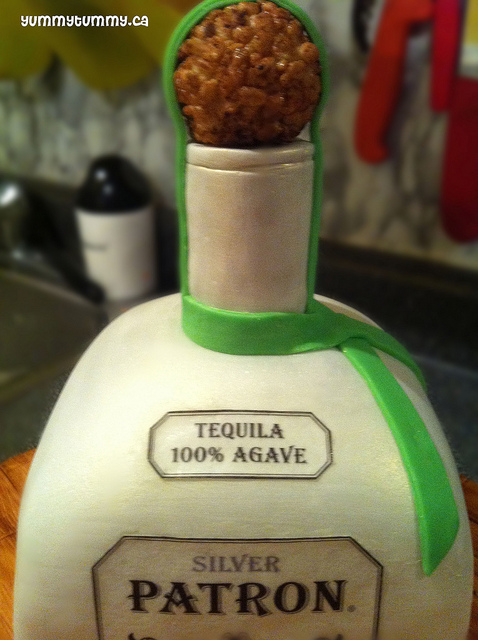 yummytummy.ca
TEQUILA
100% AGAVE
SILVER
PATRON.